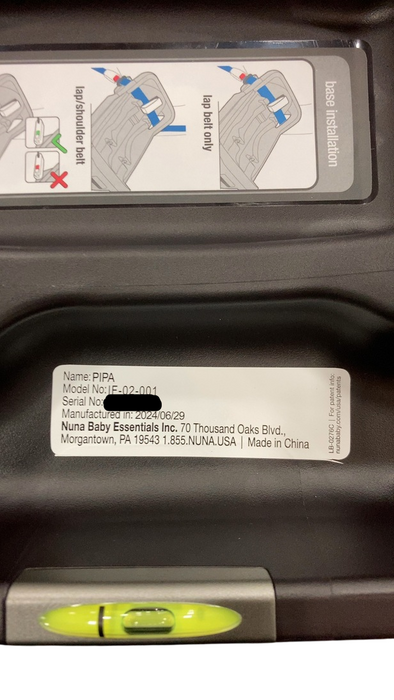 base installation
lap belt only
lap/shoulder belt
Name: PIPA
Model No: IF-02-001
Serial No:
Manufactured in: 2024/06/29
Nuna Baby Essentials Inc. 70 Thousand Oaks Blvd.,
Morgantown, PA 19543 1.855.NUNA.USA | Made in China
LB-0276C | For patent info:
nunababy.com/usa/patents